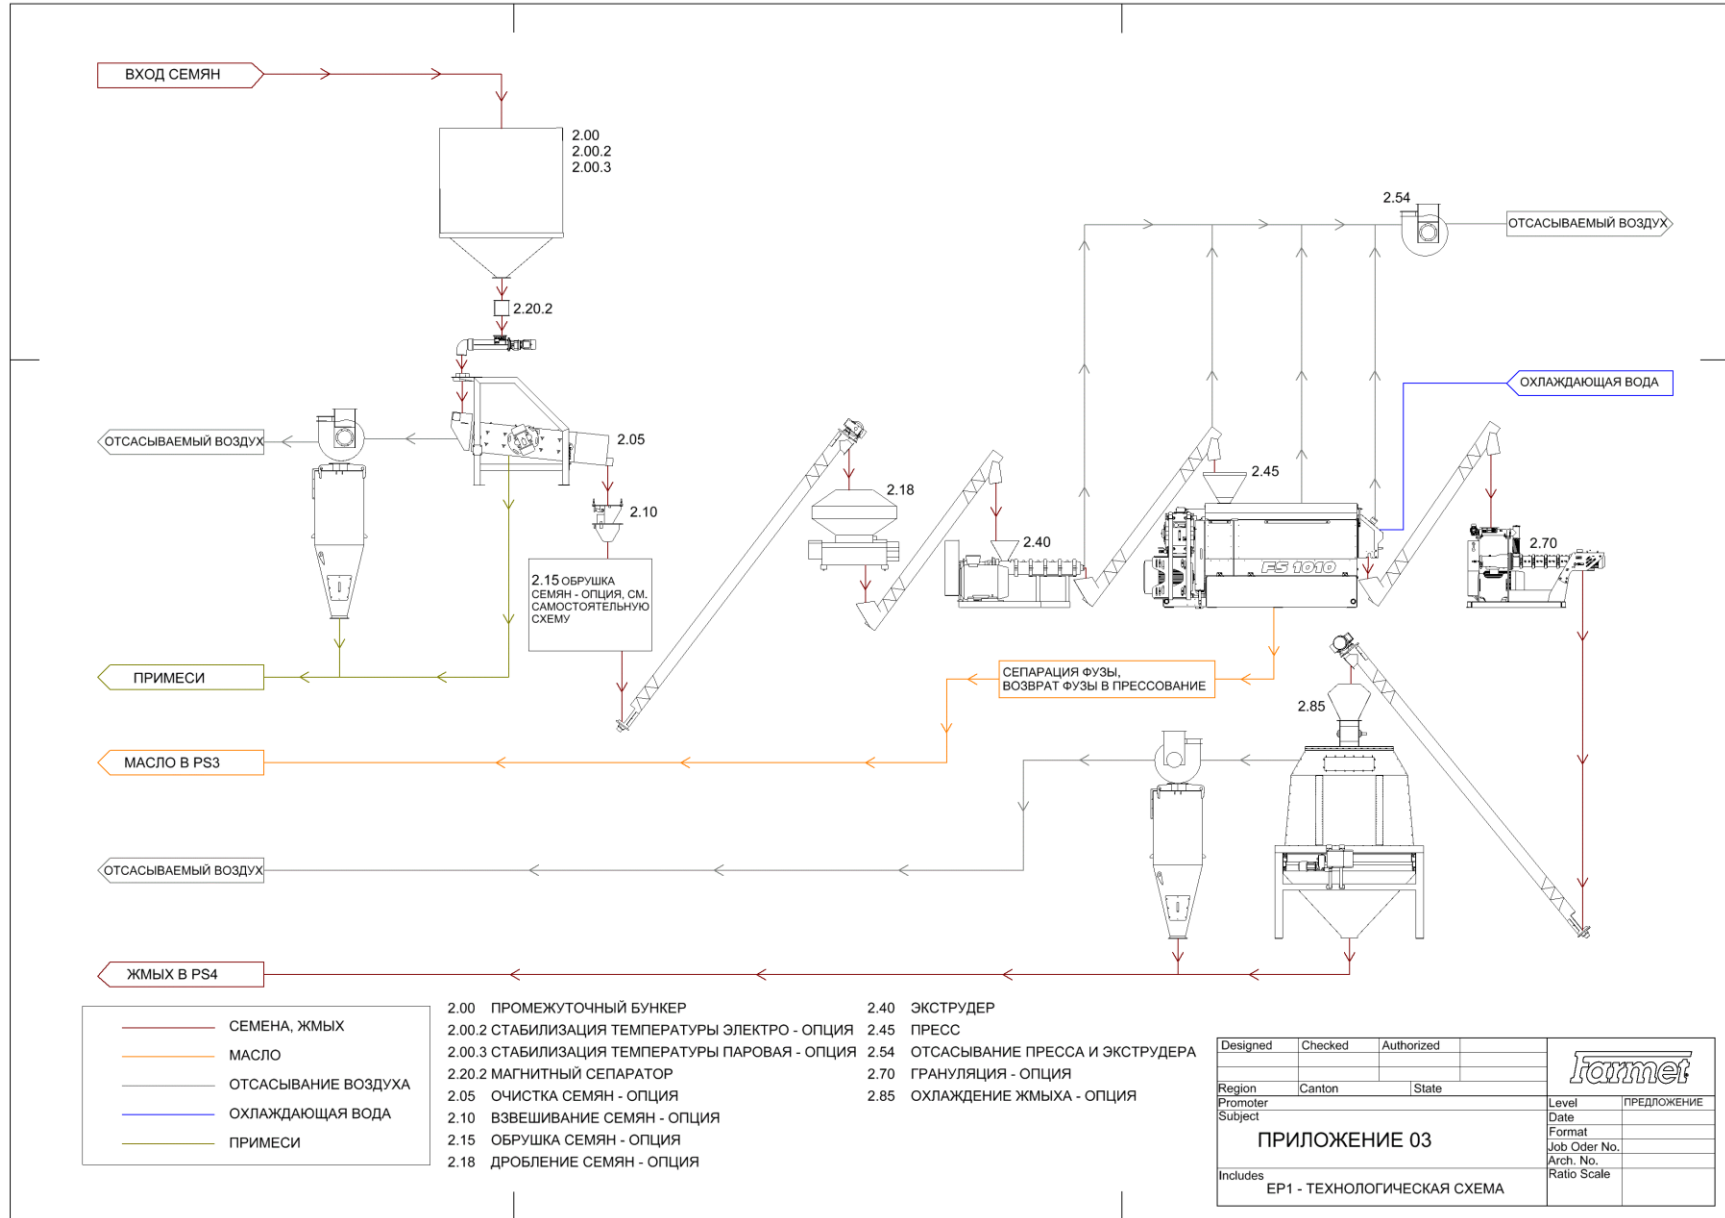 ВХОД СЕМЯН
2.00
2.00.2
2.00.3
2.54
ОТСАСЫВАЕМЫЙ ВОЗДУХ
2.20.2
ОХЛАЖДАЮЩАЯ ВОДА
ОТСАСЫВАЕМЫЙ ВОЗДУХ
2.05
2.45
2.18
2.10
2.40
2.70
FS 1010
2.15 ОБРУШКА
СЕМЯН - ОПЦИЯ, СМ.
САМОСТОЯТЕЛЬНУЮ
СХЕМУ
ПРИМЕСИ
СЕПАРАЦИЯ ФУЗЫ,
ВОЗВРАТ ФУЗЫ В ПРЕССОВАНИЕ
2.85
МАСЛО В PS3
ОТСАСЫВАЕМЫЙ ВОЗДУХ
ЖМЫХ В PS4
СЕМЕНА, ЖМЫХ
МАСЛО
ОТСАСЫВАНИЕ ВОЗДУХА
ОХЛАЖДАЮЩАЯ ВОДА
ПРИМЕСИ
2.00 ПРОМЕЖУТОЧНЫЙ БУНКЕР
2.00.2 СТАБИЛИЗАЦИЯ ТЕМПЕРАТУРЫ ЭЛЕКТРО - ОПЦИЯ
2.00.3 СТАБИЛИЗАЦИЯ ТЕМПЕРАТУРЫ ПАРОВАЯ - ОПЦИЯ
2.20.2 МАГНИТНЫЙ СЕПАРАТОР
2.05 ОЧИСТКА СЕМЯН - ОПЦИЯ
2.10 ВЗВЕШИВАНИЕ СЕМЯН - ОПЦИЯ
2.15 ОБРУШКА СЕМЯН - ОПЦИЯ
2.18 ДРОБЛЕНИЕ СЕМЯН - ОПЦИЯ
2.40 ЭКСТРУДЕР
2.45 ПРЕСС
2.54 ОТСАСЫВАНИЕ ПРЕССА И ЭКСТРУДЕРА
2.70 ГРАНУЛЯЦИЯ - ОПЦИЯ
2.85 ОХЛАЖДЕНИЕ ЖМЫХА - ОПЦИЯ
Designed Checked Authorized
Farmet
Region Canton State
Promoter
Subject
ПРИЛОЖЕНИЕ 03
Includes
EP1 - ТЕХНОЛОГИЧЕСКАЯ СХЕМА
Level ПРЕДЛОЖЕНИЕ
Date
Format
Job Oder No.
Arch. No.
Ratio Scale